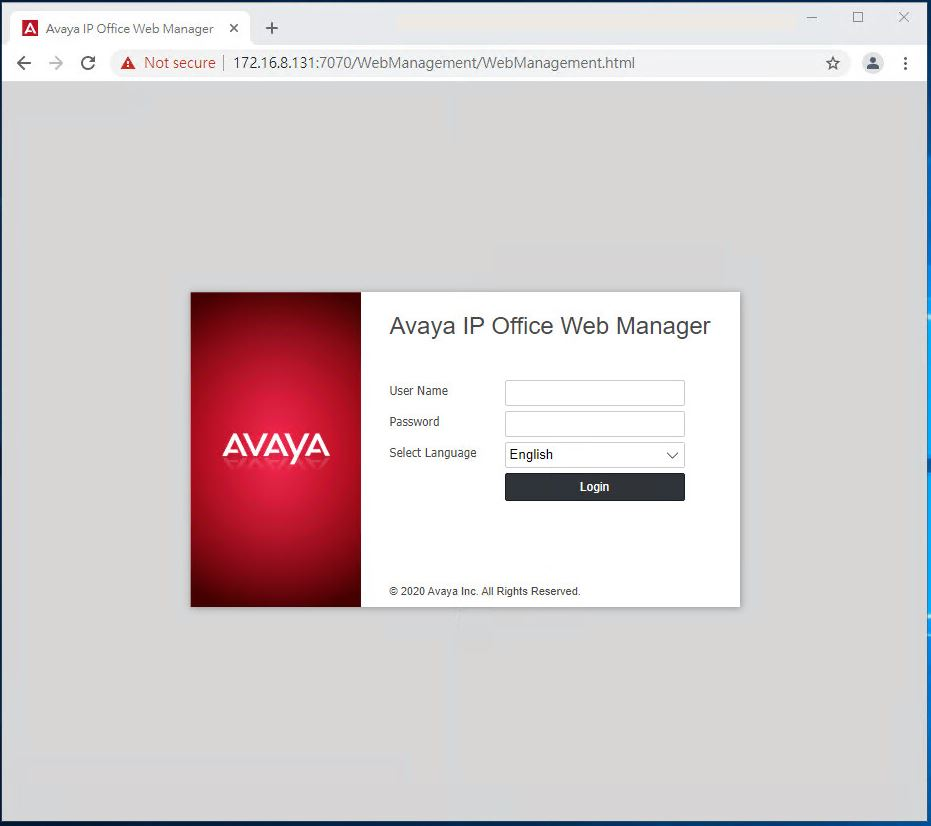 Avaya IP Office Web Manager
Not secure | 172.16.8.131:7070/WebManagement/WebManagement.html
AVAYA
Avaya IP Office Web Manager
User Name
Password
Select Language English
Login
© 2020 Avaya Inc. All Rights Reserved.